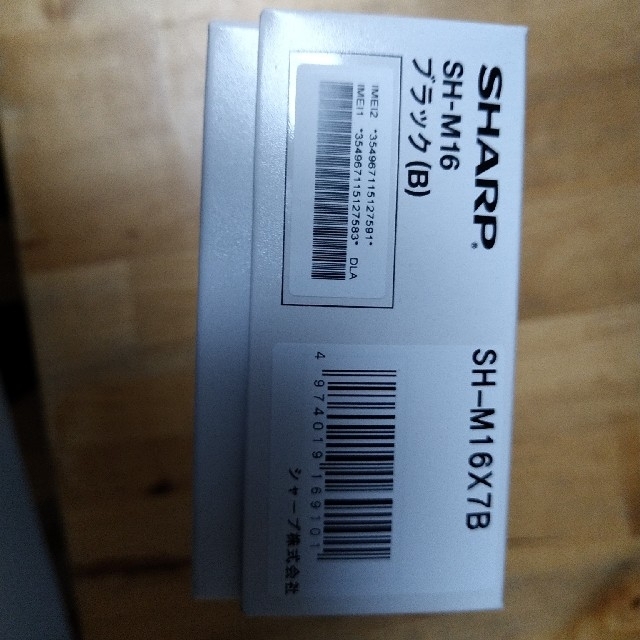 SHARP®
SH-M16
ブラック(B)
IMEI2 *354967115127591*
IMEI1 *354967115127583* DLA
SH-M16X7B
4 974019 169101
シャープ株式会社